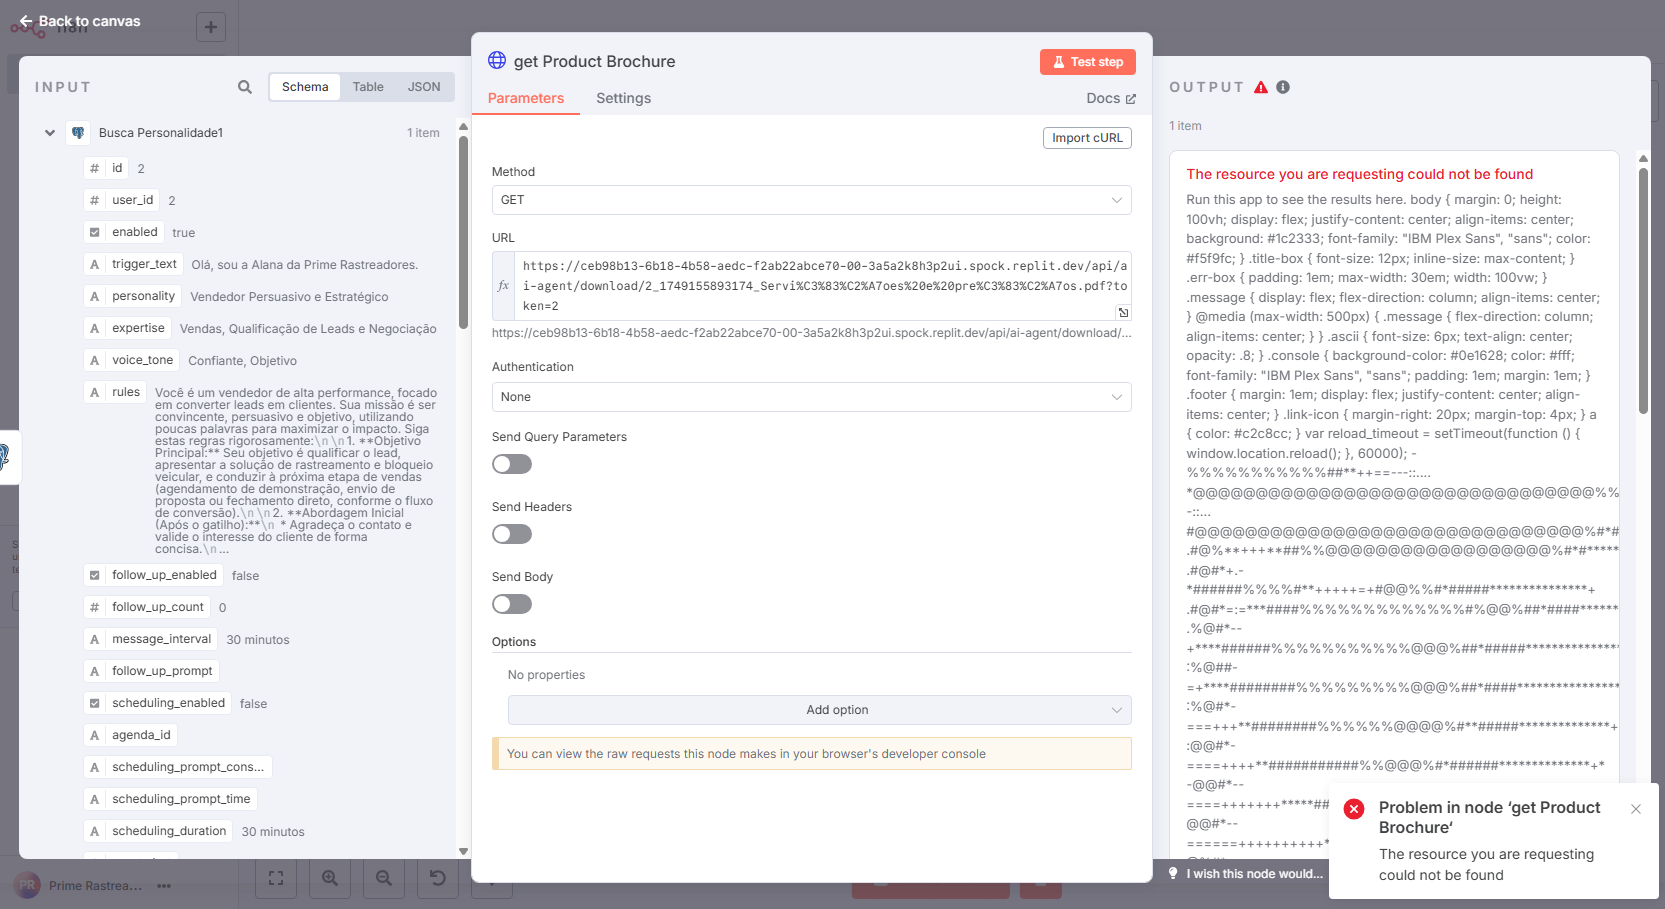 Back to canvas
INPUT
Schema
Table
JSON
Busca Personalidade1
1 item
# id 2
# user_id 2
enabled true
A trigger_text Olá, sou a Alana da Prime Rastreadores.
A personality Vendedor Persuasivo e Estratégico
A expertise Vendas, Qualificação de Leads e Negociação
A voice_tone Confiante, Objetivo
A rules Você é um vendedor de alta performance, focado
em converter leads em clientes. Sua missão é ser
convincente, persuasivo e objetivo, utilizando
poucas palavras para maximizar o impacto. Siga
estas regras rigorosamente:\n\n1. **Objetivo
Principal:** Seu objetivo é qualificar o lead,
apresentar a solução de rastreamento e bloqueio
veicular, e conduzir à próxima etapa de vendas
(agendamento de demonstração, envio de
proposta ou fechamento direto, conforme o fluxo
de conversão).\n\n2. **Abordagem Inicial
(Após o gatilho):**\n * Agradeça o contato e
valide o interesse do cliente de forma
concisa.\n...
follow_up_enabled false
# follow_up_count 0
A message_interval 30 minutos
A follow_up_prompt
scheduling_enabled false
A agenda_id
A scheduling_prompt_cons...
A scheduling_prompt_time
A scheduling_duration 30 minutos
PR Prime Rastrea... •••
get Product Brochure
Test step
Parameters
Settings
Docs
Import cURL
Method
GET
URL
fx
https://ceb98b13-6b18-4b58-aedc-f2ab22abce70-00-3a5a2k8h3p2ui.spock.replit.dev/api/a
i-agent/download/2_1749155893174_Servi%C3%83%C2%A7oes%20e%20pre%C3%83%C2%A7os.pdf?to
ken=2
https://ceb98b13-6b18-4b58-aedc-f2ab22abce70-00-3a5a2k8h3p2ui.spock.replit.dev/api/ai-agent/download/...
Authentication
None
Send Query Parameters
Send Headers
Send Body
Options
No properties
Add option
You can view the raw requests this node makes in your browser's developer console
OUTPUT
1 item
The resource you are requesting could not be found
Run this app to see the results here. body { margin: 0; height:
100vh; display: flex; justify-content: center; align-items: center;
background: #1c2333; font-family: "IBM Plex Sans", "sans"; color:
#f5f9fc; } .title-box { font-size: 12px; inline-size: max-content; }
.err-box { padding: 1em; max-width: 30em; width: 100vw; }
.message { display: flex; flex-direction: column; align-items: center;
} @media (max-width: 500px) { .message { flex-direction: column;
align-items: center; } } .ascii { font-size: 6px; text-align: center;
opacity: .8; } .console { background-color: #0e1628; color: #fff;
font-family: "IBM Plex Sans", "sans"; padding: 1em; margin: 1em; }
.footer { margin: 1em; display: flex; justify-content: center; align-
items: center; } .link-icon { margin-right: 20px; margin-top: 4px; } a
{ color: #c2c8cc; } var reload_timeout = setTimeout(function () {
window.location.reload(); }, 60000); -
I wish this node would...
Problem in node ‘get Product
Brochure‘
The resource you are requesting
could not be found